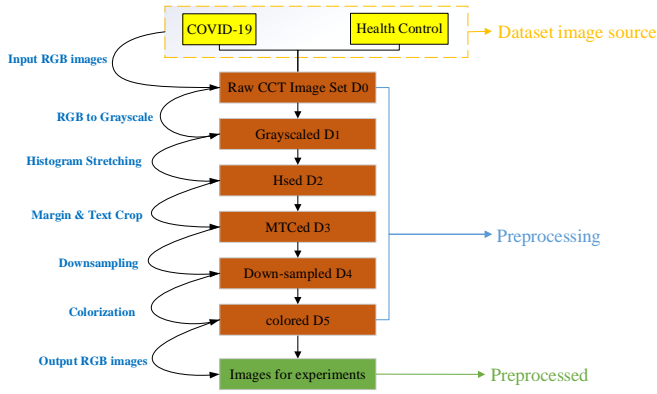 COVID-19
Health Control
Dataset image source
Input RGB images
Raw CCT Image Set D0
RGB to Grayscale
Grayscaled D1
Histogram Stretching
Hsed D2
Margin & Text Crop
MTCed D3
Preprocessing
Downsampling
Down-sampled D4
Colorization
colored D5
Output RGB images
Images for experiments
Preprocessed